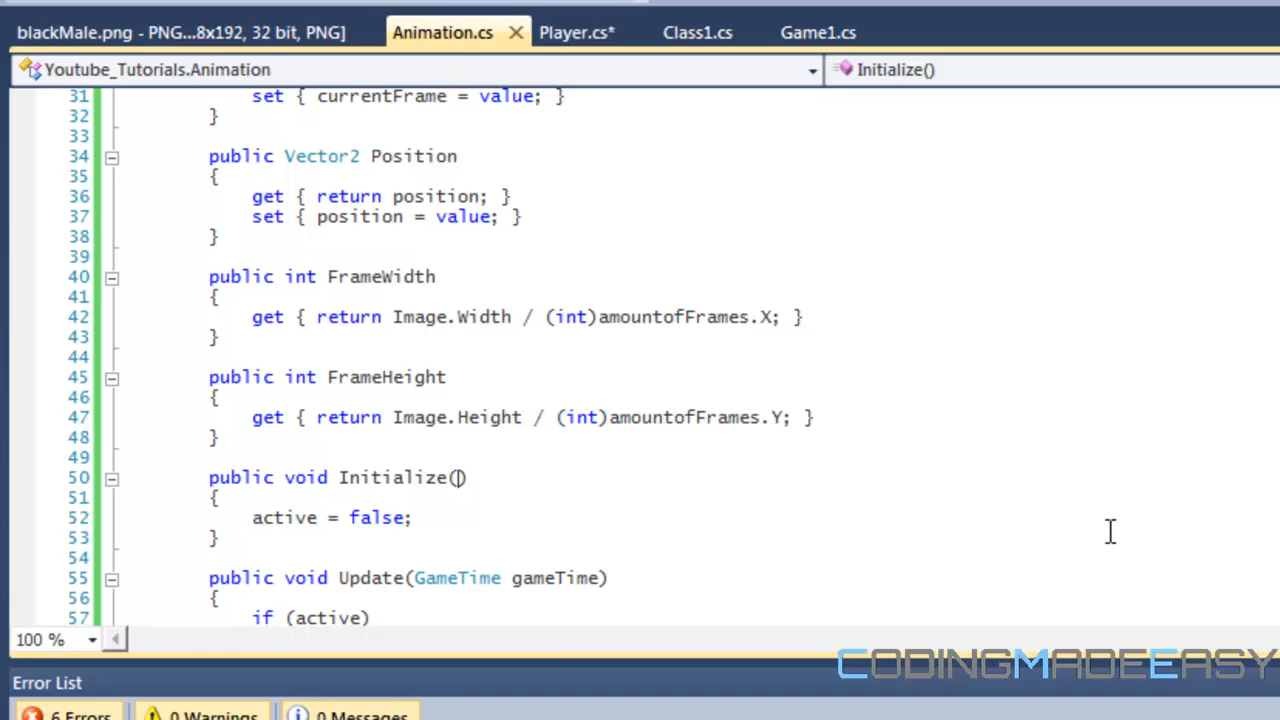 blackMale.png - PNG...8x192, 32 bit, PNG] Animation.cs Player.cs* Class1.cs Game1.cs
Youtube_Tutorials.Animation Initialize()
31 set { currentFrame = value; }
32 }
33
34 public Vector2 Position
35 {
36 get { return position; }
37 set { position = value; }
38 }
39
40 public int FrameWidth
41 {
42 get { return Image.Width / (int)amountofFrames.X; }
43 }
44
45 public int FrameHeight
46 {
47 get { return Image.Height / (int)amountofFrames.Y; }
48 }
49
50 public void Initialize()
51 {
52 active = false;
53 }
54
55 public void Update(GameTime gameTime)
56 {
57 if (active)
100 %
CODINGMADEEASY
Error List
6 Errors 0 Warnings 0 Messages